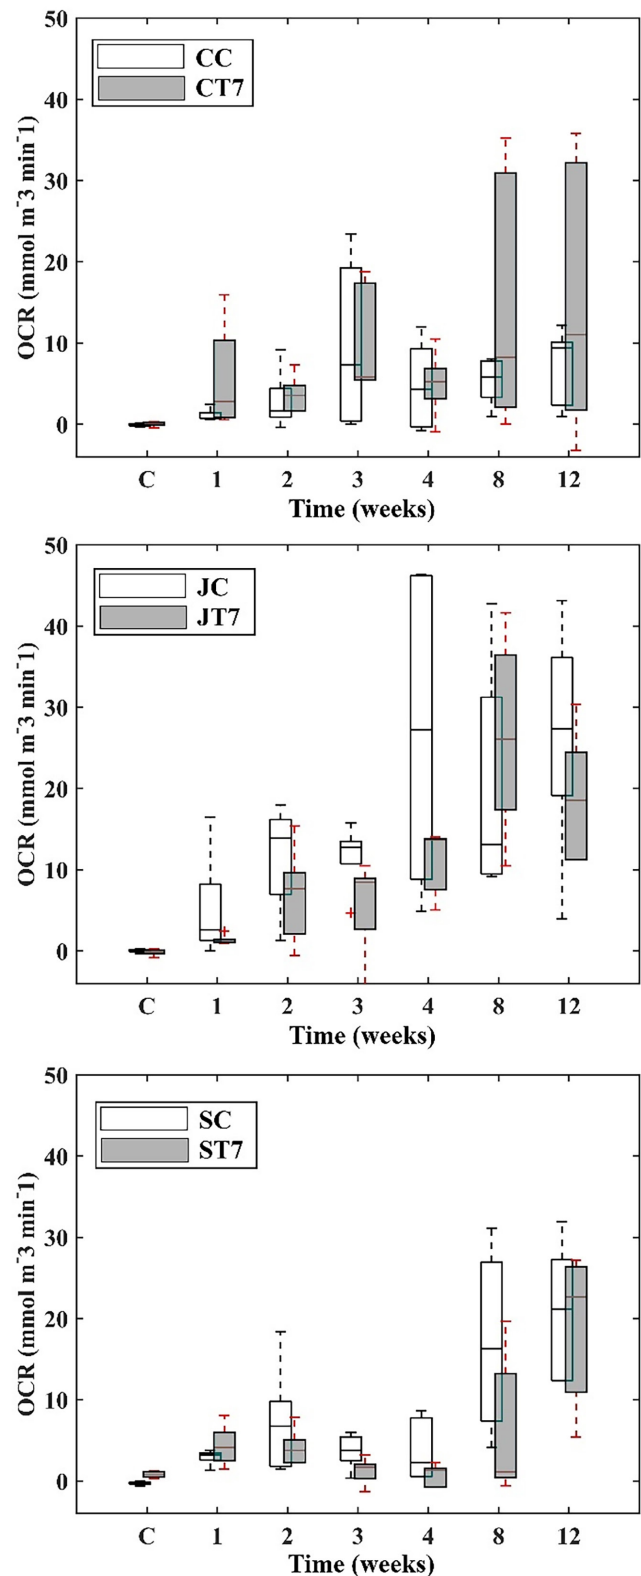 50
40
30
20
10
0
OCR (mmol m-3 min-1)
CC
CT7
C 1 2 3 4 8 12
Time (weeks)
50
40
30
20
10
0
OCR (mmol m-3 min-1)
JC
JT7
C 1 2 3 4 8 12
Time (weeks)
50
40
30
20
10
0
OCR (mmol m-3 min-1)
SC
ST7
C 1 2 3 4 8 12
Time (weeks)